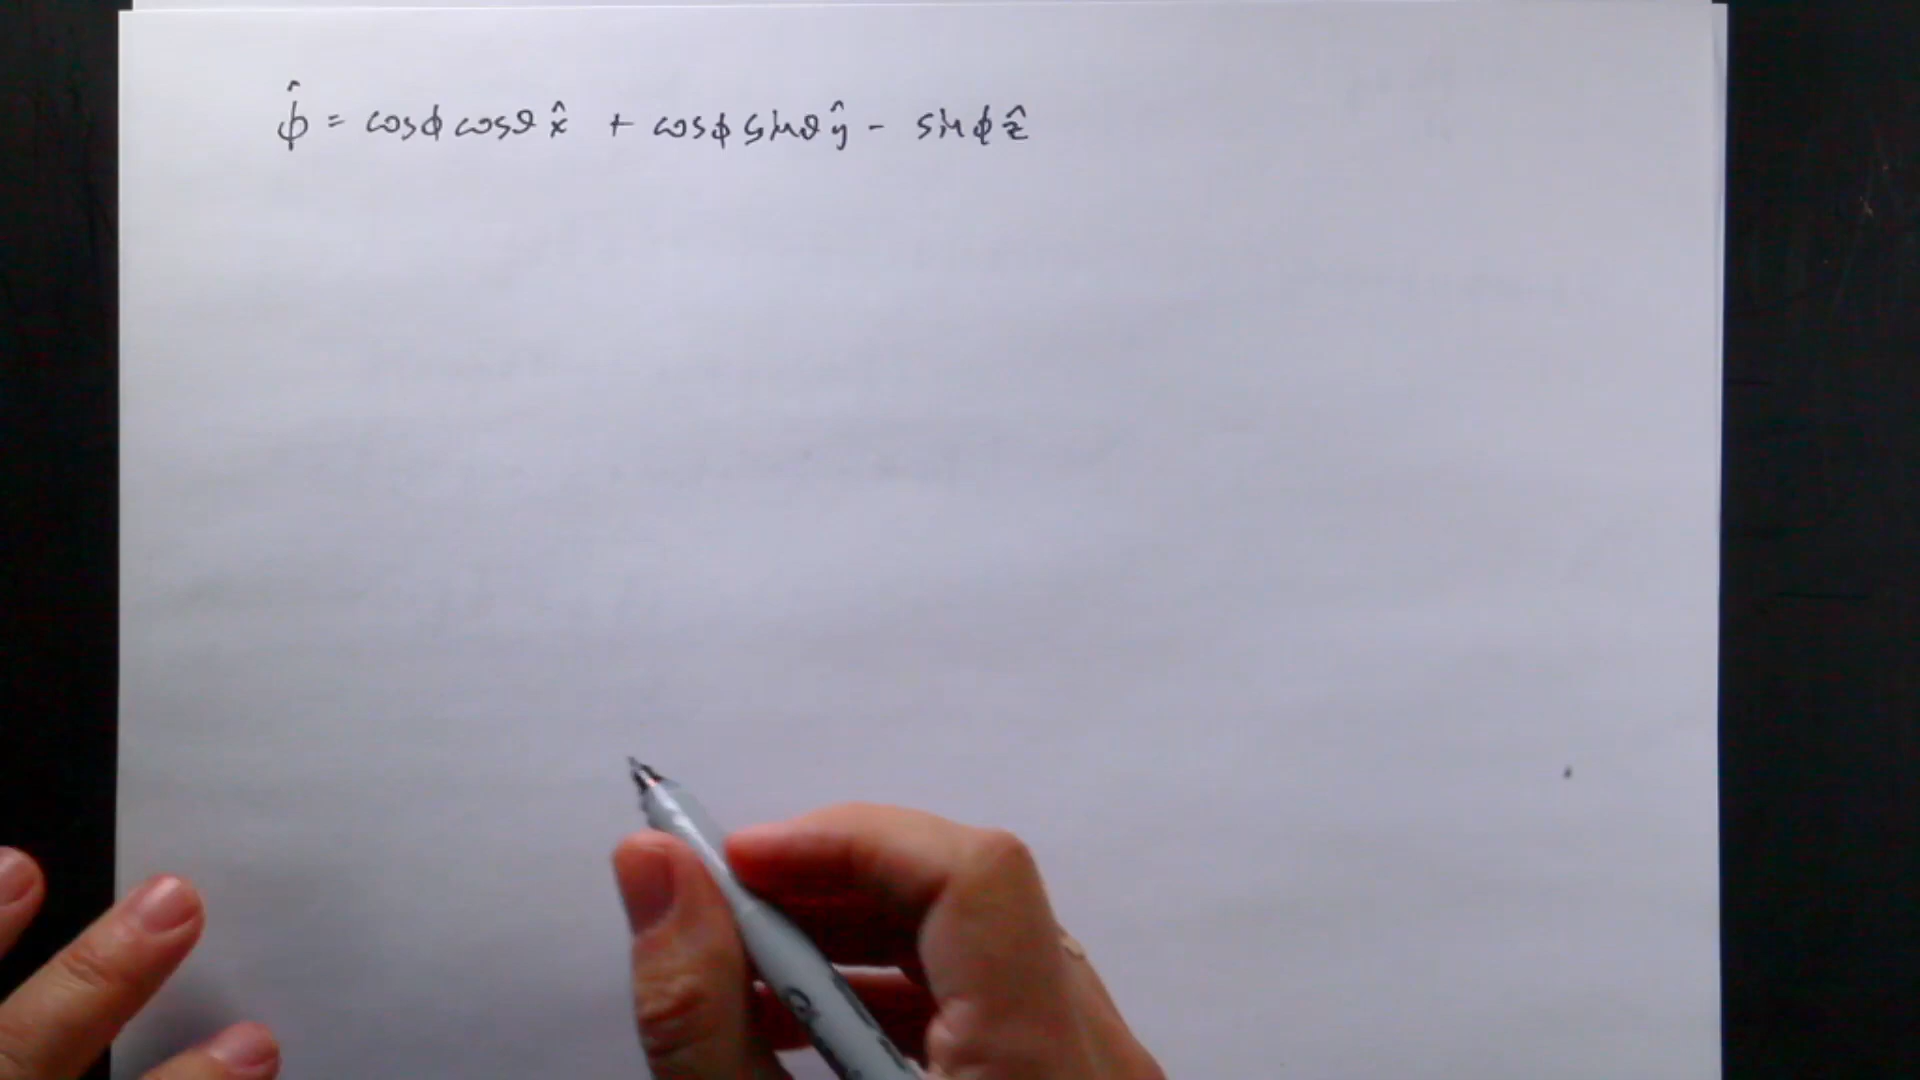 φ̂ = cosφ cosθ x̂ + cosφ sinθ ŷ - sinφ ẑ